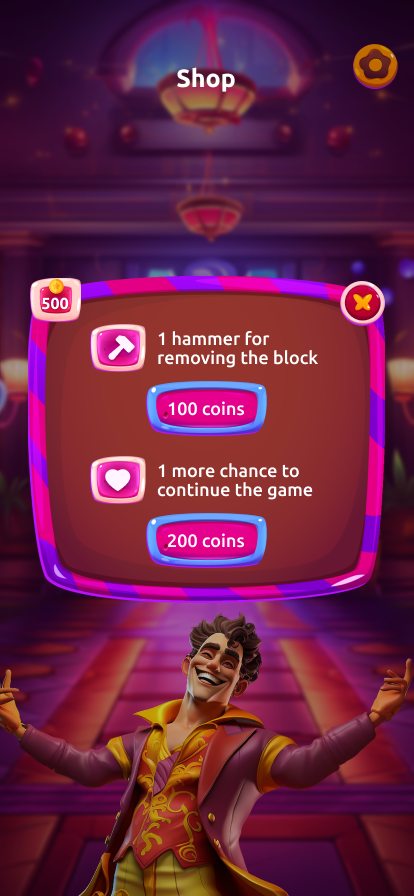 Shop
500
1 hammer for
removing the block
100 coins
1 more chance to
continue the game
200 coins